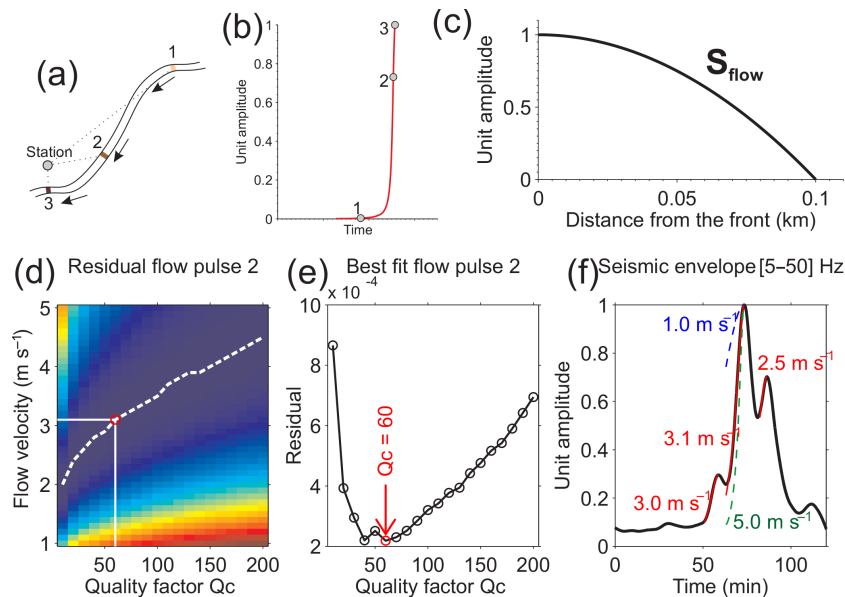 (a)
1
2
Station
3
(b)
Unit amplitude
1
0.8
0.6
0.4
0.2
0
3
2
1
Time
(c)
Unit amplitude
1
0.5
0
S flow
0 0.05 0.1
Distance from the front (km)
(d) Residual flow pulse 2
Flow velocity (m s⁻¹)
5
4
3
2
1
0 50 100 150 200
Quality factor Qc
(e) Best fit flow pulse 2
10 x 10⁻⁴
8
6
4
2
Residual
Qc = 60
0 50 100 150 200
Quality factor Qc
(f) Seismic envelope [5–50] Hz
Unit amplitude
1
0.8
0.6
0.4
0.2
0
1.0 m s⁻¹
2.5 m s⁻¹
3.1 m s⁻¹
3.0 m s⁻¹
5.0 m s⁻¹
0 50 100
Time (min)